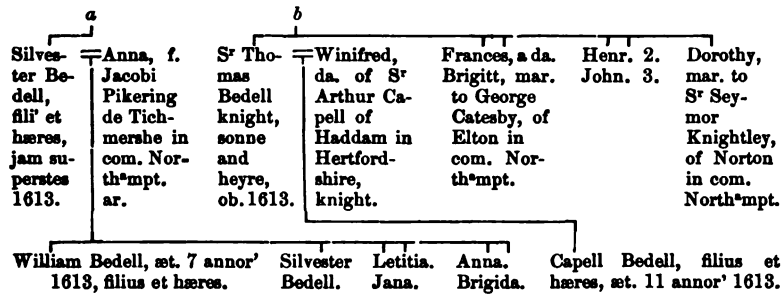 a
b
Silves-
ter Be-
dell,
fili' et
hæres,
jam su-
perstes
1613.
=Anna, f.
Jacobi
Pikering
de Tich-
mershe in
com. Nor-
thᵃmpt.
ar.
Sʳ Tho-
mas
Bedell
knight,
sonne
and
heyre,
ob. 1613.
=Winifred,
da. of Sʳ
Arthur Ca-
pell of
Haddam in
Hertford-
shire,
knight.
Frances, a da.
Brigitt, mar.
to George
Catesby, of
Elton in
com. Nor-
thᵃmpt.
Henr. 2.
John. 3.
Dorothy,
mar. to
Sʳ Sey-
mor
Knightley,
of Norton
in com.
Northᵃmpt.
William Bedell, æt. 7 annor'
1613, filius et hæres.
Silvester
Bedell.
Letitia.
Jana.
Anna.
Brigida.
Capell Bedell, filius et
hæres, æt. 11 annor' 1613.